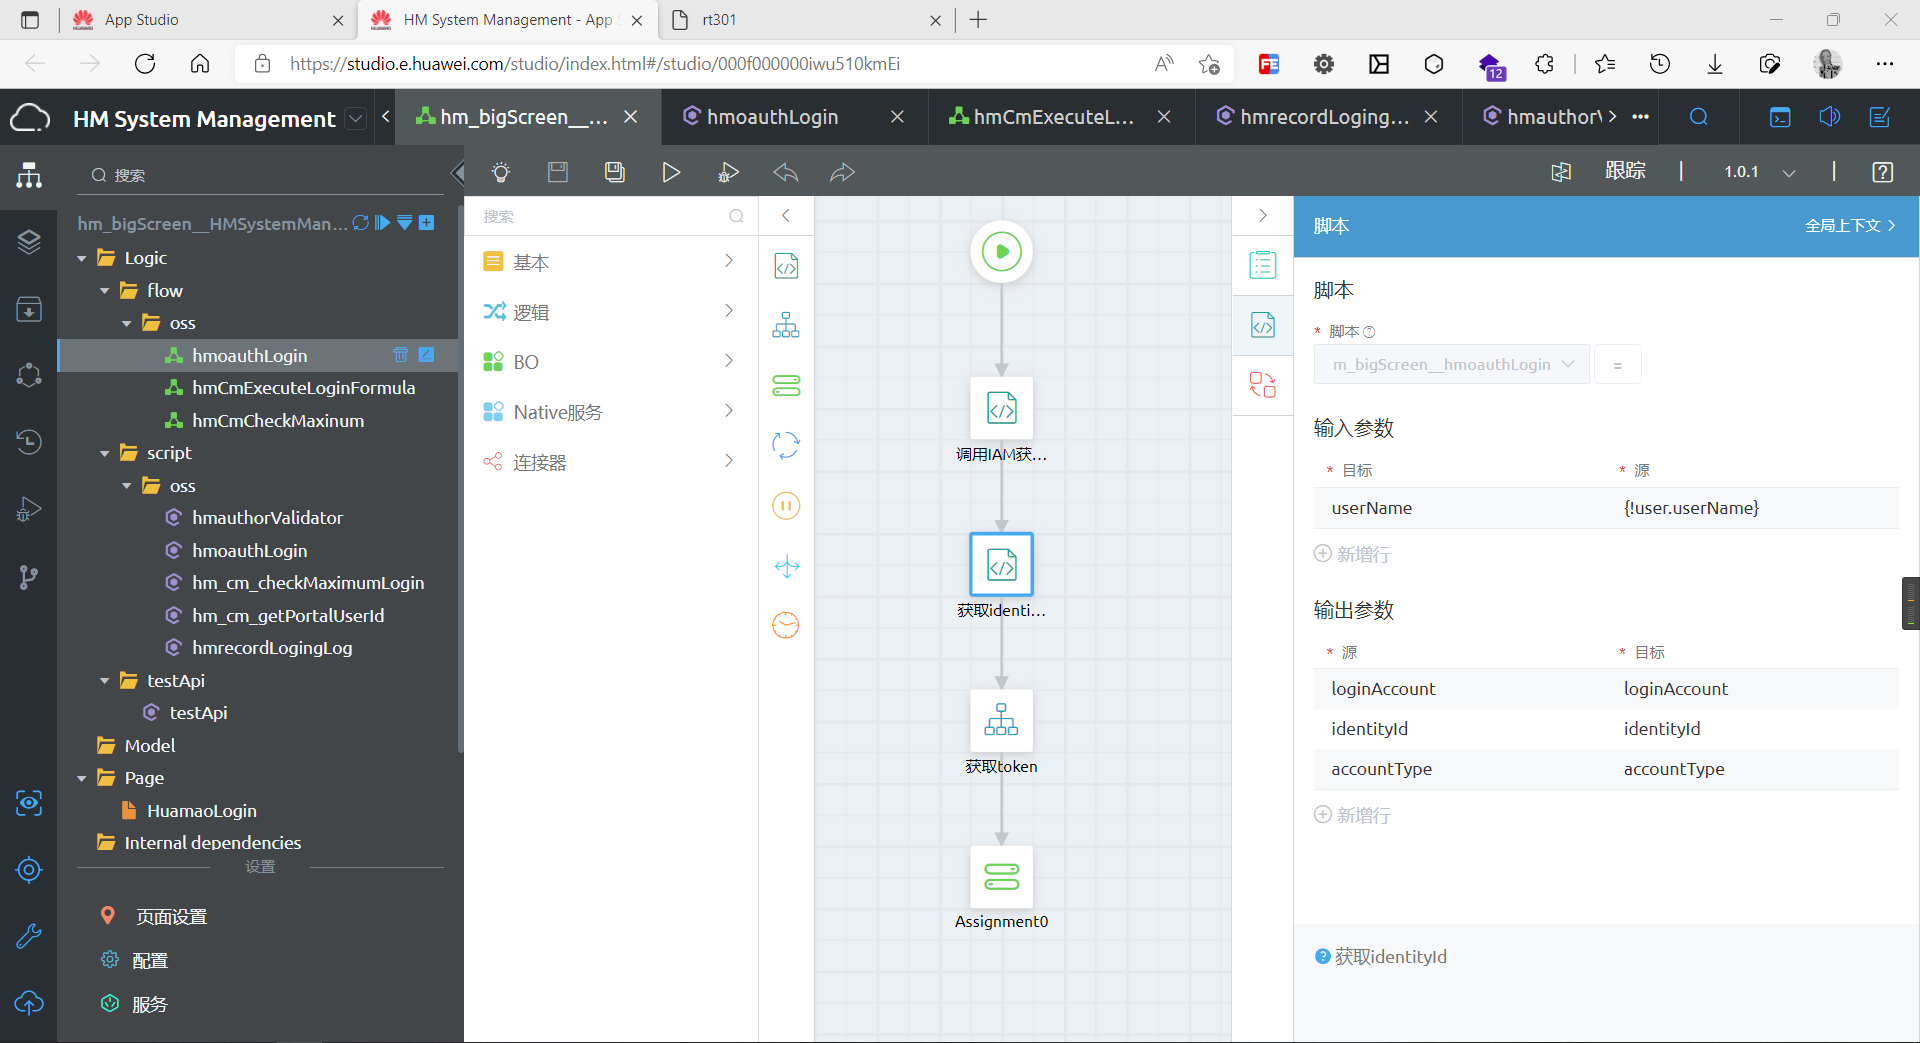 App Studio
HM System Management - App
rt301
https://studio.e.huawei.com/studio/index.html#/studio/000f000000iwu510kmEi
12
HM System Management
hm_bigScreen__...
hmoauthLogin
hmCmExecuteL...
hmrecordLoging...
hmauthorV
搜索
跟踪
1.0.1
hm_bigScreen__HMSystemMan...
Logic
flow
oss
hmoauthLogin
hmCmExecuteLoginFormula
hmCmCheckMaxinum
script
oss
hmauthorValidator
hmoauthLogin
hm_cm_checkMaximumLogin
hm_cm_getPortalUserId
hmrecordLogingLog
testApi
testApi
Model
Page
HuamaoLogin
Internal dependencies
设置
页面设置
配置
服务
搜索
基本
逻辑
BO
Native服务
连接器
调用IAM获...
获取identi...
获取token
Assignment0
脚本
全局上下文
脚本
* 脚本
m_bigScreen__hmoauthLogin
=
输入参数
* 目标
* 源
userName
{!user.userName}
新增行
输出参数
* 源
* 目标
loginAccount
loginAccount
identityId
identityId
accountType
accountType
新增行
获取identityId